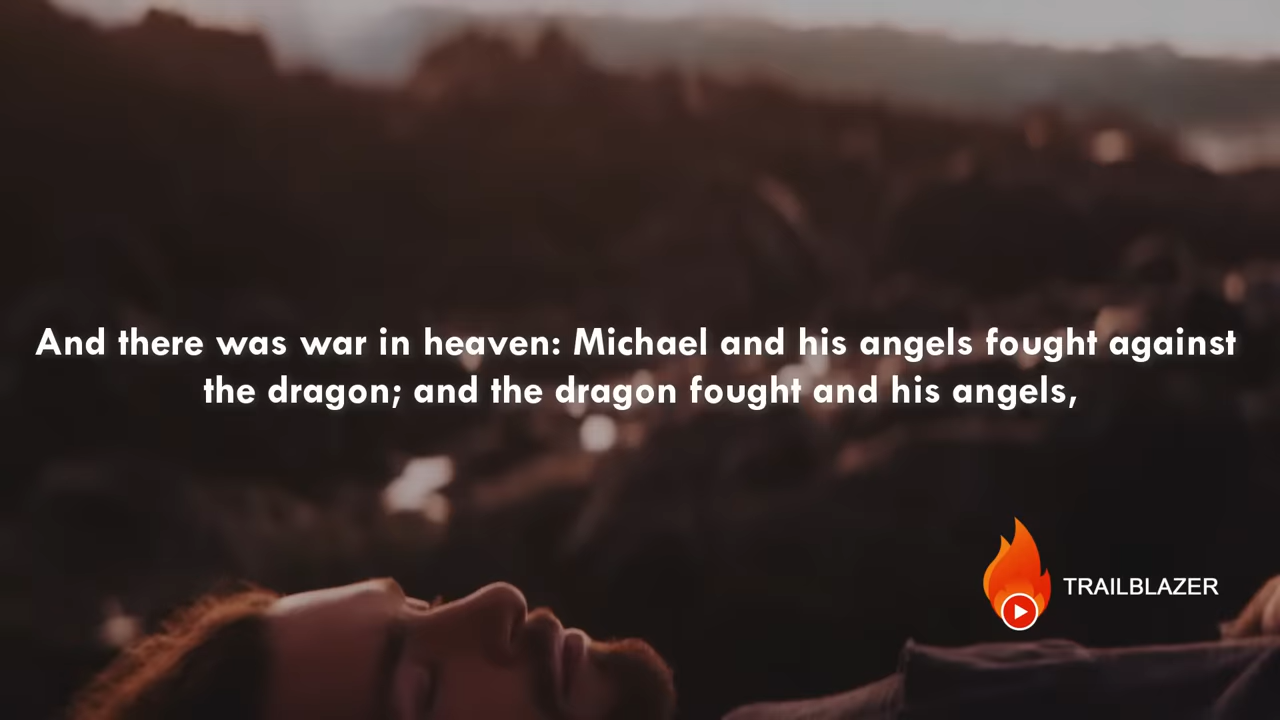 And there was war in heaven: Michael and his angels fought against
the dragon; and the dragon fought and his angels,
TRAILBLAZER